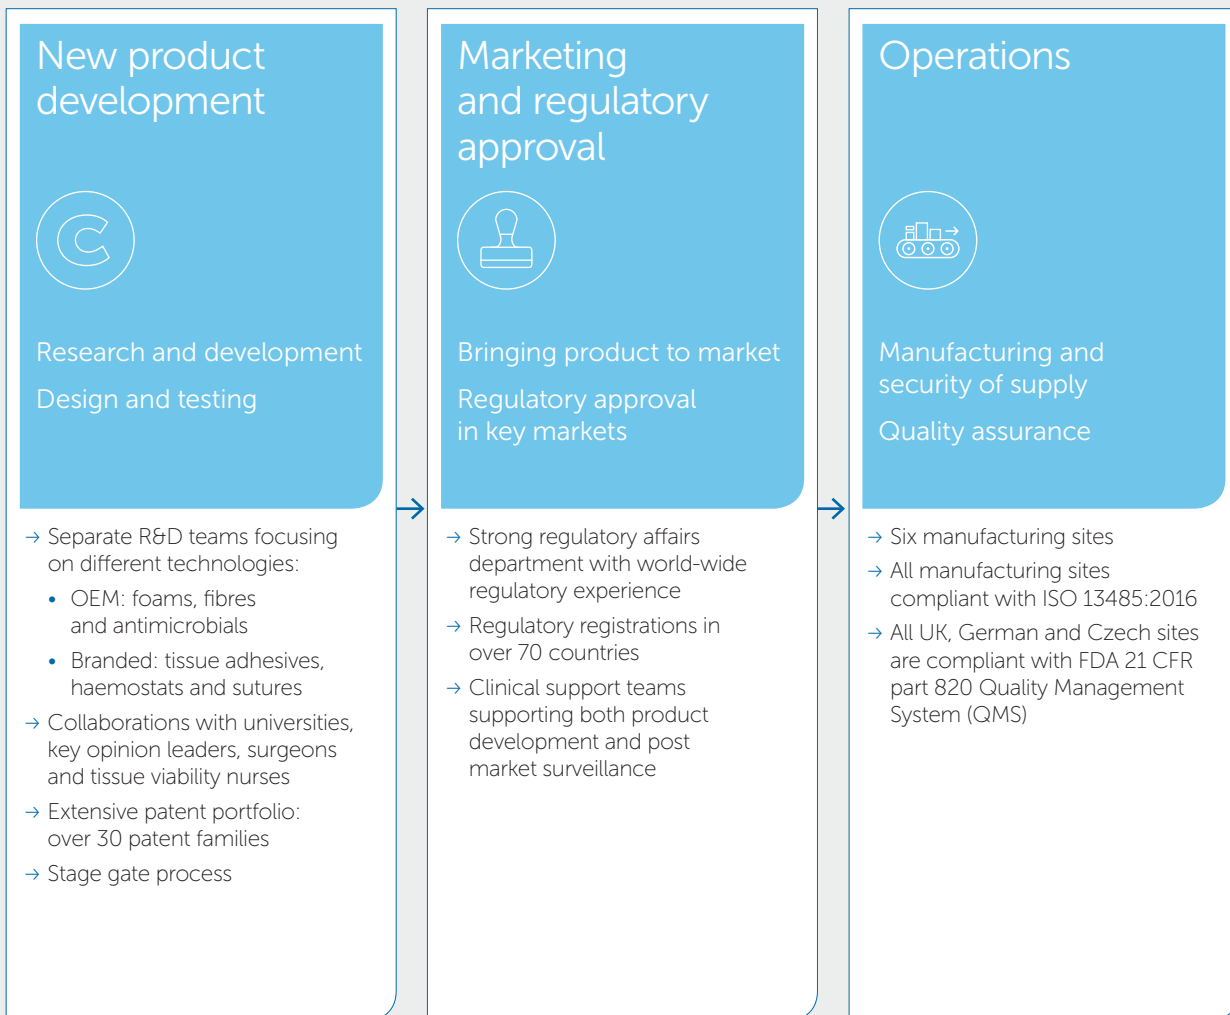 New product
development
C
Research and development
Design and testing
→ Separate R&D teams focusing
on different technologies:
• OEM: foams, fibres
and antimicrobials
• Branded: tissue adhesives,
haemostats and sutures
→ Collaborations with universities,
key opinion leaders, surgeons
and tissue viability nurses
→ Extensive patent portfolio:
over 30 patent families
→ Stage gate process
Marketing
and regulatory
approval
Bringing product to market
Regulatory approval
in key markets
→ Strong regulatory affairs
department with world-wide
regulatory experience
→ Regulatory registrations in
over 70 countries
→ Clinical support teams
supporting both product
development and post
market surveillance
Operations
Manufacturing and
security of supply
Quality assurance
→ Six manufacturing sites
→ All manufacturing sites
compliant with ISO 13485:2016
→ All UK, German and Czech sites
are compliant with FDA 21 CFR
part 820 Quality Management
System (QMS)